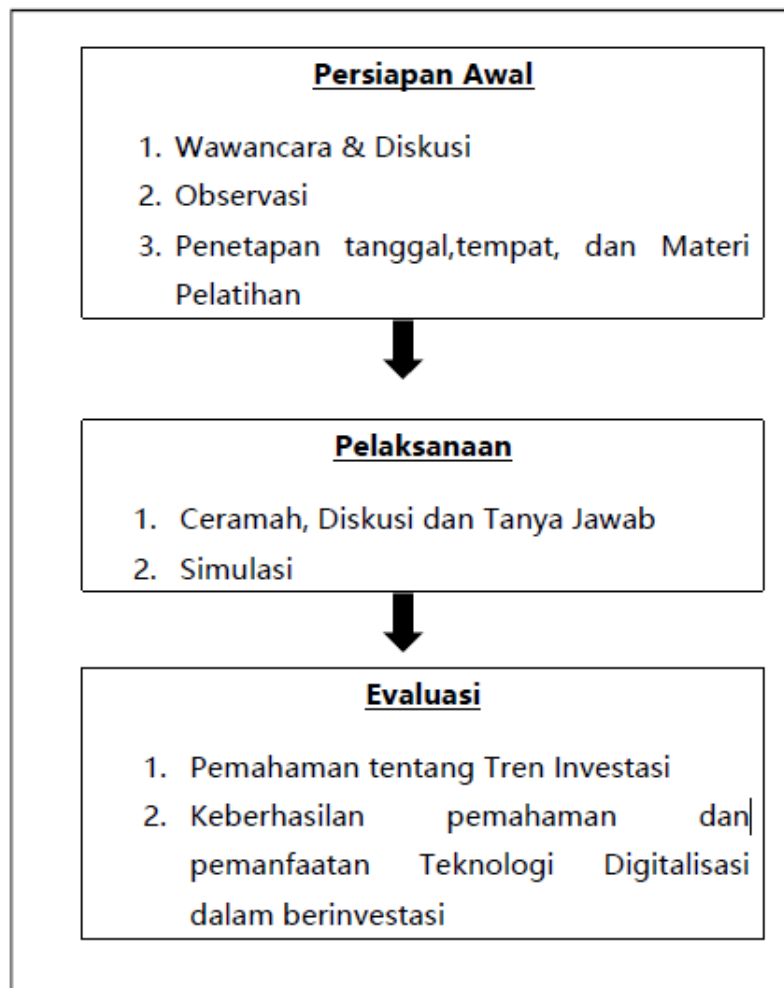 Persiapan Awal
1. Wawancara & Diskusi
2. Observasi
3. Penetapan tanggal,tempat, dan Materi
Pelatihan
Pelaksanaan
1. Ceramah, Diskusi dan Tanya Jawab
2. Simulasi
Evaluasi
1. Pemahaman tentang Tren Investasi
2. Keberhasilan pemahaman dan
pemanfaatan Teknologi Digitalisasi
dalam berinvestasi